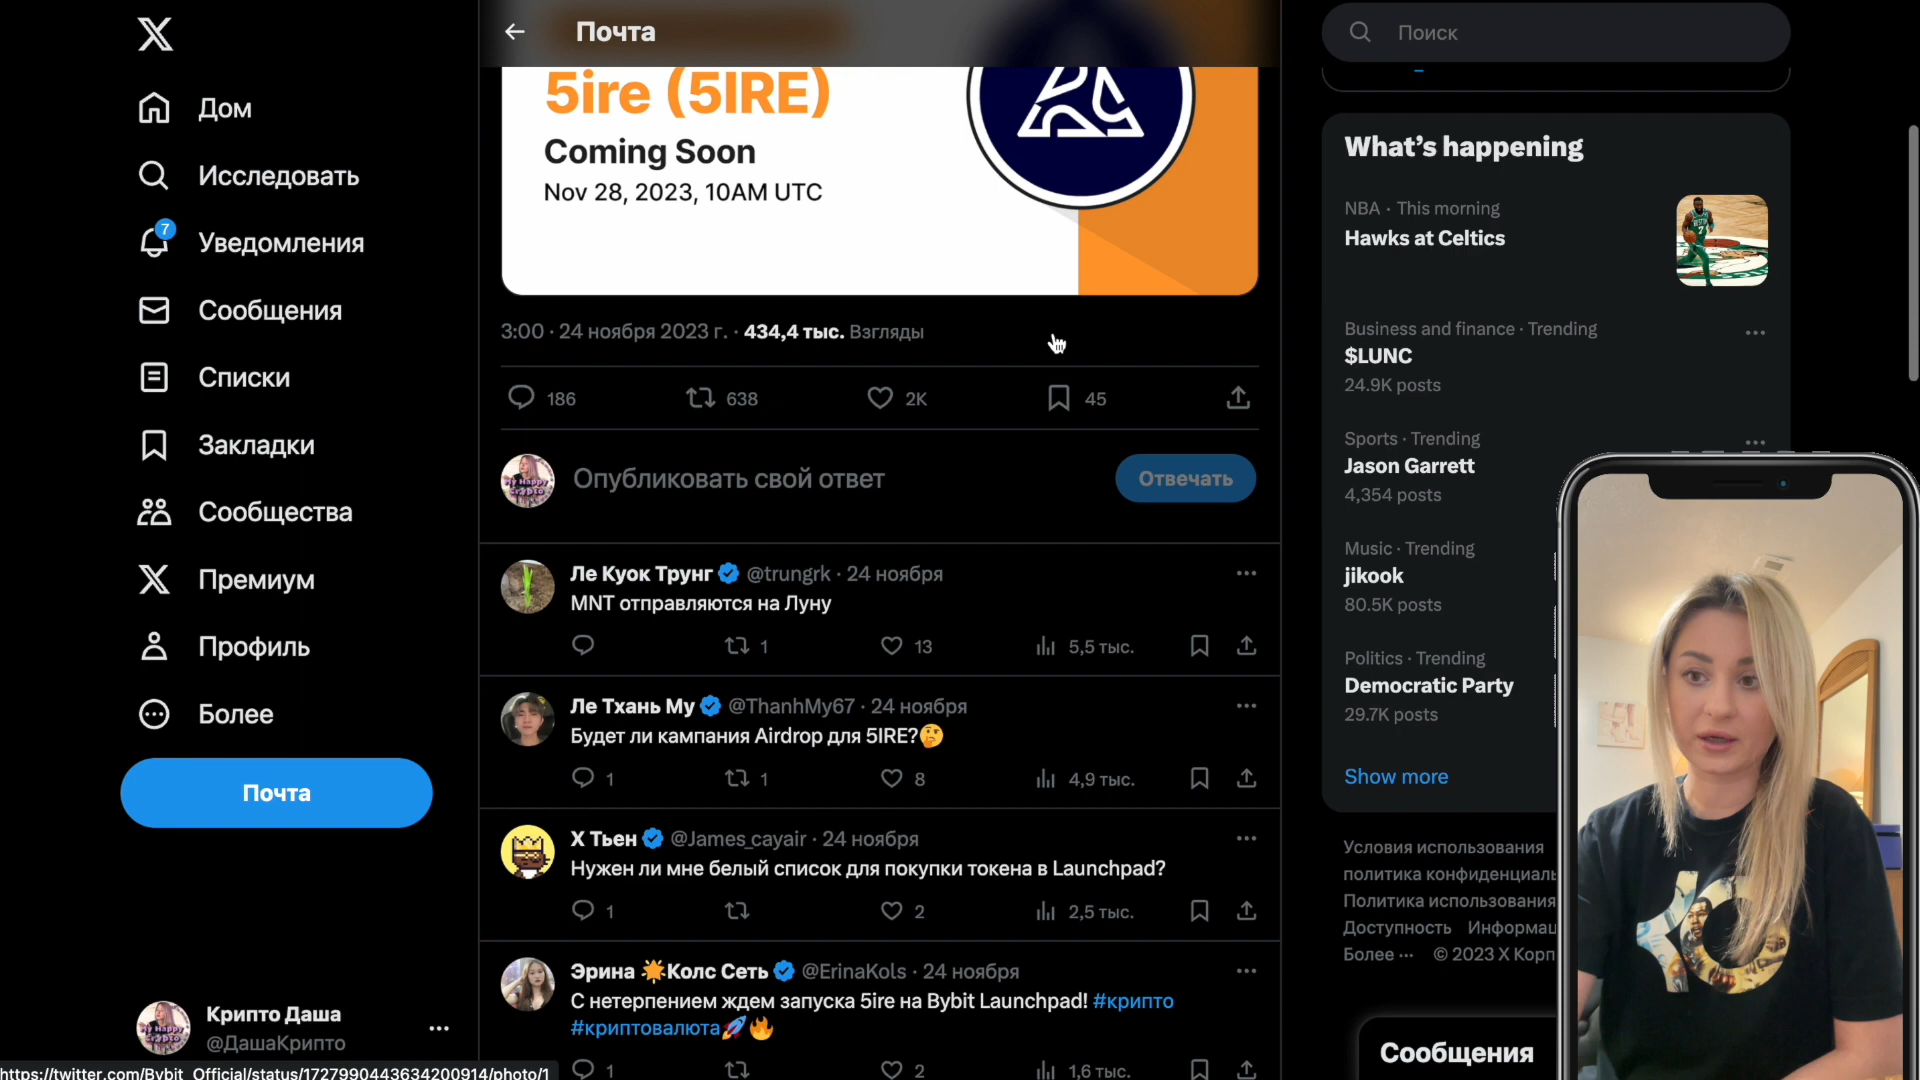 Дом
Исследовать
7
Уведомления
Сообщения
Списки
Закладки
Сообщества
Премиум
Профиль
Более
Почта
Крипто Даша
@ДашаКрипто
https://twitter.com/Bybit_Official/status/1727990443634200914/photo/1
Почта
5ire (5IRE)
Coming Soon
Nov 28, 2023, 10AM UTC
3:00 · 24 ноября 2023 г. · 434,4 тыс. Взгляды
186 638 2K 45
Опубликовать свой ответ
Отвечать
Ле Куок Трунг @trungrk · 24 ноября
MNT отправляются на Луну
1 13 5,5 тыс.
Ле Тхань Му @ThanhMy67 · 24 ноября
Будет ли кампания Airdrop для 5IRE?🤔
1 1 8 4,9 тыс.
Х Тьен @James_cayair · 24 ноября
Нужен ли мне белый список для покупки токена в Launchpad?
1 2 2,5 тыс.
Эрина 🌟Колс Сеть @ErinaKols · 24 ноября
С нетерпением ждем запуска 5ire на Bybit Launchpad! #крипто
#криптовалюта🚀🔥
1 2 1,6 тыс.
Поиск
What's happening
NBA · This morning
Hawks at Celtics
Business and finance · Trending
$LUNC
24.9K posts
Sports · Trending
Jason Garrett
4,354 posts
Music · Trending
jikook
80.5K posts
Politics · Trending
Democratic Party
29.7K posts
Show more
Условия использования
политика конфиденциаль
Политика использования
Доступность Информац
Более ··· © 2023 X Корп
Сообщения